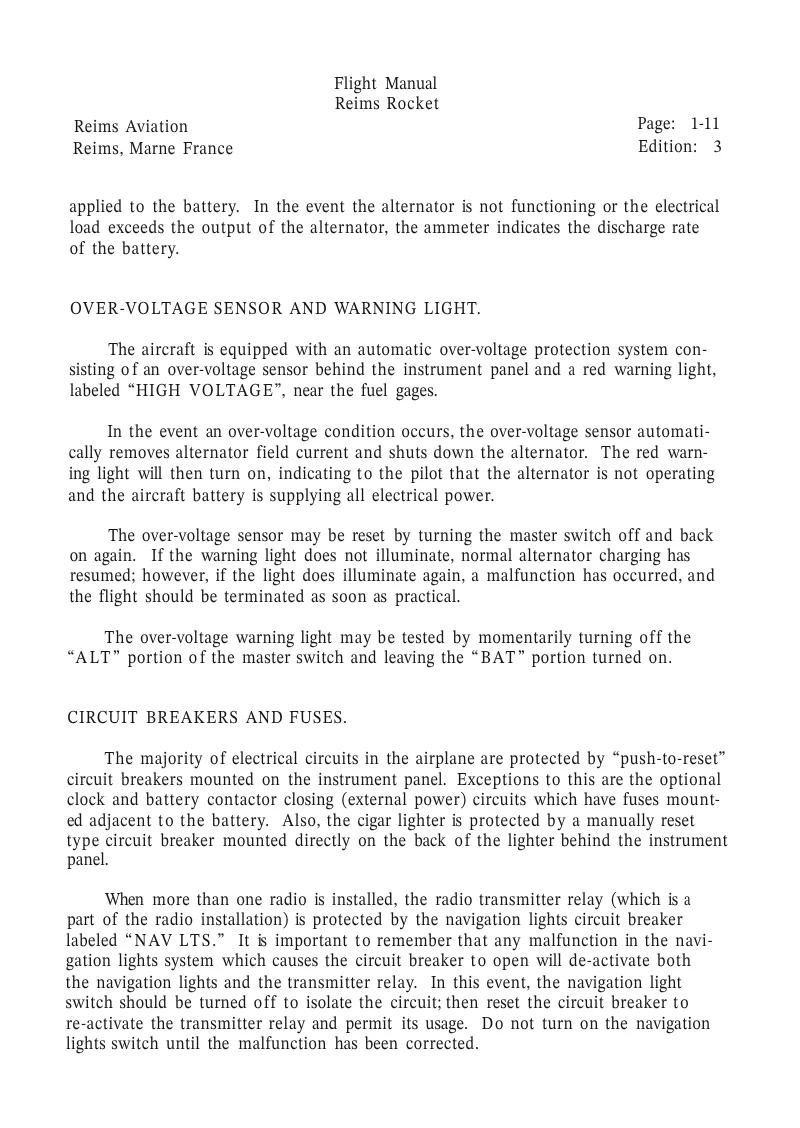 Flight Manual
Reims Rocket
Reims Aviation
Page: 1-11
Reims, Marne France
Edition: 3
applied to the battery. In the event the alternator is not functioning or the electrical
load exceeds the output of the alternator, the ammeter indicates the discharge rate
of the battery.
OVER-VOLTAGE SENSOR AND WARNING LIGHT.
The aircraft is equipped with an automatic over-voltage protection system con-
sisting of an over-voltage sensor behind the instrument panel and a red warning light,
labeled “HIGH VOLTAGE”, near the fuel gages.
In the event an over-voltage condition occurs, the over-voltage sensor automati-
cally removes alternator field current and shuts down the alternator. The red warn-
ing light will then turn on, indicating to the pilot that the alternator is not operating
and the aircraft battery is supplying all electrical power.
The over-voltage sensor may be reset by turning the master switch off and back
on again. If the warning light does not illuminate, normal alternator charging has
resumed; however, if the light does illuminate again, a malfunction has occurred, and
the flight should be terminated as soon as practical.
The over-voltage warning light may be tested by momentarily turning off the
“ALT” portion of the master switch and leaving the “BAT” portion turned on.
CIRCUIT BREAKERS AND FUSES.
The majority of electrical circuits in the airplane are protected by “push-to-reset”
circuit breakers mounted on the instrument panel. Exceptions to this are the optional
clock and battery contactor closing (external power) circuits which have fuses mount-
ed adjacent to the battery. Also, the cigar lighter is protected by a manually reset
type circuit breaker mounted directly on the back of the lighter behind the instrument
panel.
When more than one radio is installed, the radio transmitter relay (which is a
part of the radio installation) is protected by the navigation lights circuit breaker
labeled “NAV LTS.” It is important to remember that any malfunction in the navi-
gation lights system which causes the circuit breaker to open will de-activate both
the navigation lights and the transmitter relay. In this event, the navigation light
switch should be turned off to isolate the circuit; then reset the circuit breaker to
re-activate the transmitter relay and permit its usage. Do not turn on the navigation
lights switch until the malfunction has been corrected.